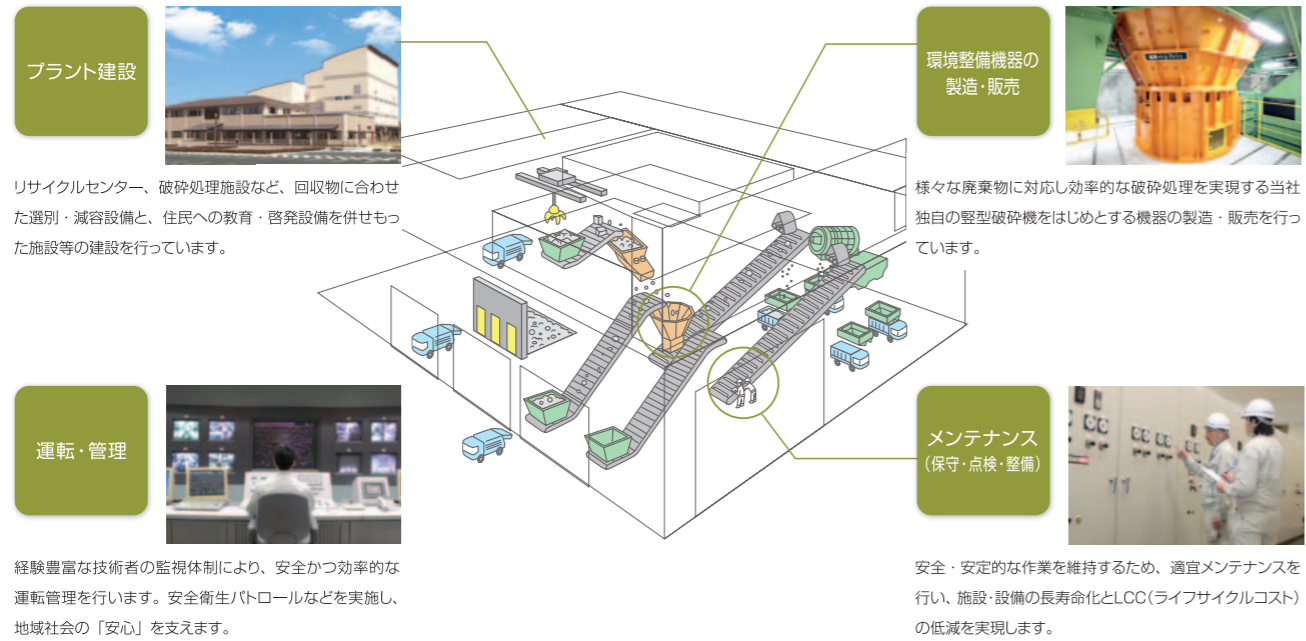 プラント建設
リサイクルセンター、破砕処理施設など、回収物に合わせ
た選別・減容設備と、住民への教育・啓発設備を併せもっ
た施設等の建設を行っています。
環境整備機器の
製造・販売
様々な廃棄物に対応し効率的な破砕処理を実現する当社
独自の竪型破砕機をはじめとする機器の製造・販売を行っ
ています。
運転・管理
経験豊富な技術者の監視体制により、安全かつ効率的な
運転管理を行います。安全衛生パトロールなどを実施し、
地域社会の「安心」を支えます。
メンテナンス
（保守・点検・整備）
安全・安定的な作業を維持するため、適宜メンテナンスを
行い、施設・設備の長寿命化とLCC（ライフサイクルコスト）
の低減を実現します。